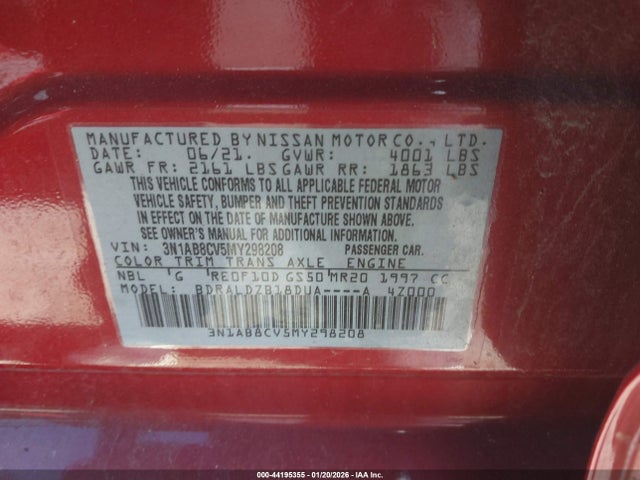 MANUFACTURED BY NISSAN MOTOR CO., LTD.
DATE: 06/21. GVWR: 4001 LBS
GAWR FR: 2161 LBS GAWR RR: 1863 LBS
THIS VEHICLE CONFORMS TO ALL APPLICABLE FEDERAL MOTOR
VEHICLE SAFETY, BUMPER AND THEFT PREVENTION STANDARDS
IN EFFECT ON THE DATE OF MANUFACTURE SHOWN ABOVE.
SEE OWNER'S MANUAL FOR ADDITIONAL INFORMATION.
VIN: 3N1AB8CV5MY298208 PASSENGER CAR.
COLOR TRIM TRANS AXLE ENGINE
NBL G RE0F10D GS50 MR20 1997 CC
MODEL: BDRALDZB18DUA----A 4Z000
3N1AB8CV5MY298208
000-44195355 - 01/20/2026 - IAA Inc.